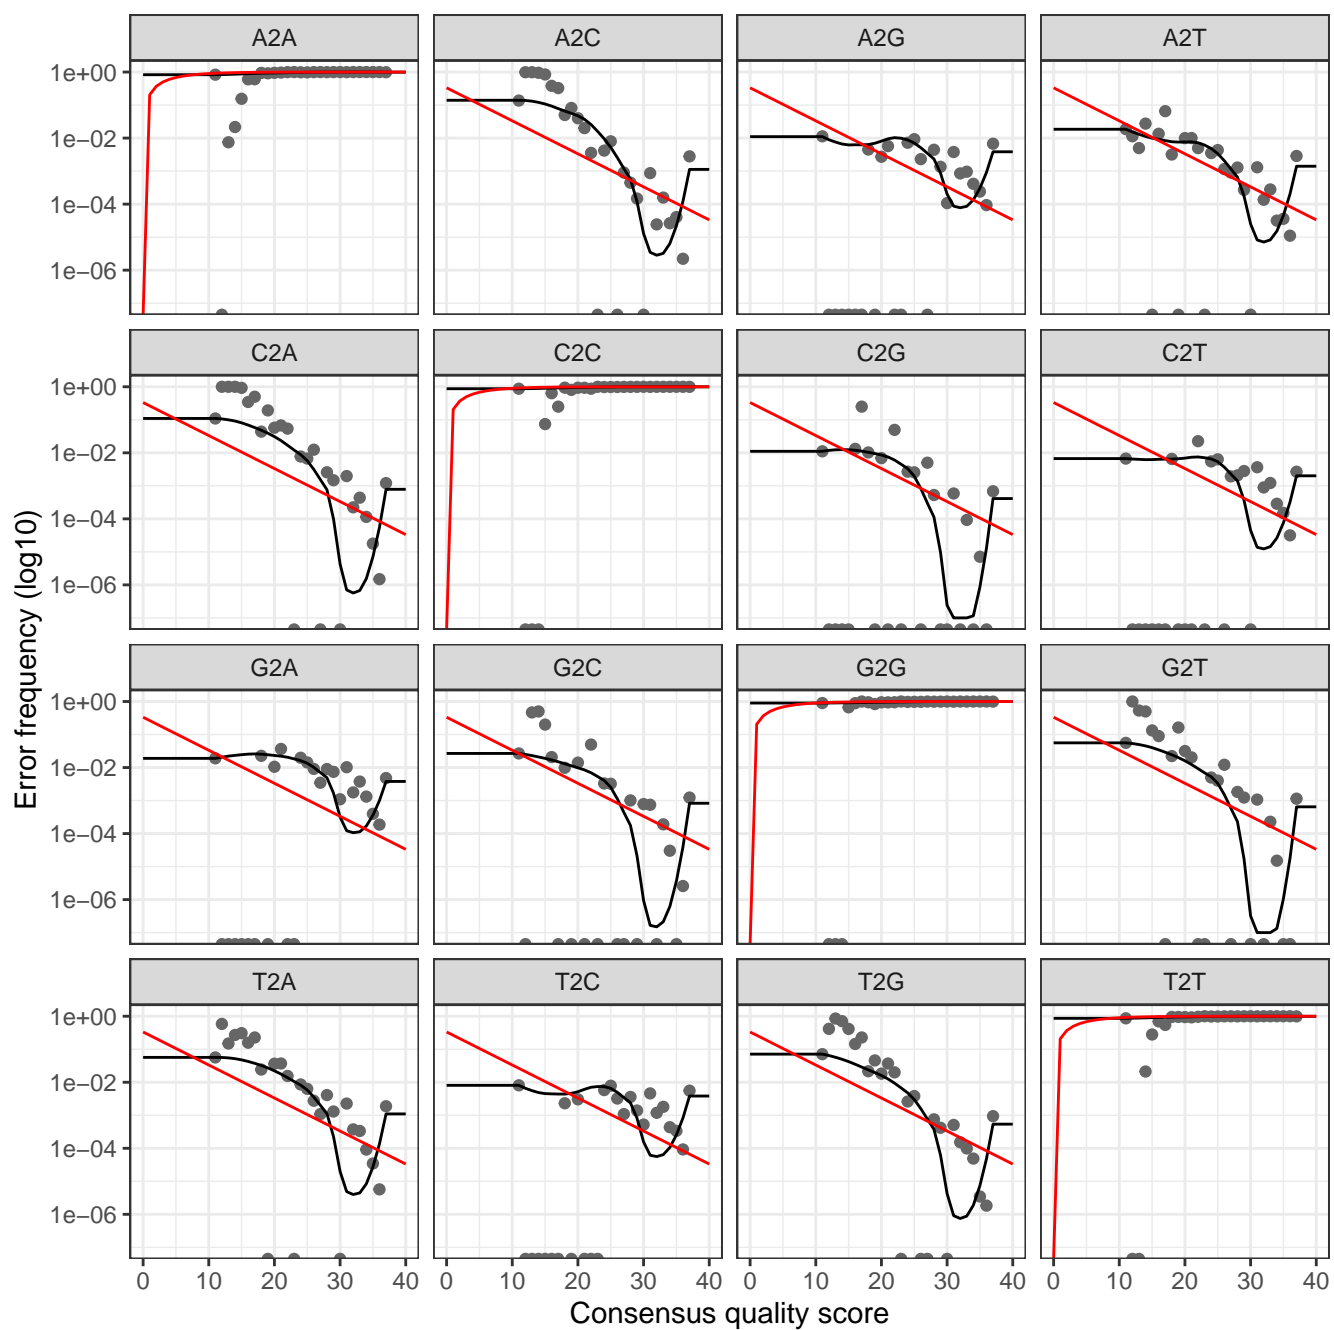 A2A A2C A2G A2T
1e+00
1e-02
1e-04
1e-06
C2A C2C C2G C2T
1e+00
1e-02
1e-04
1e-06
G2A G2C G2G G2T
1e+00
1e-02
1e-04
1e-06
T2A T2C T2G T2T
1e+00
1e-02
1e-04
1e-06
0 10 20 30 40 0 10 20 30 40 0 10 20 30 40 0 10 20 30 40
Consensus quality score
Error frequency (log10)